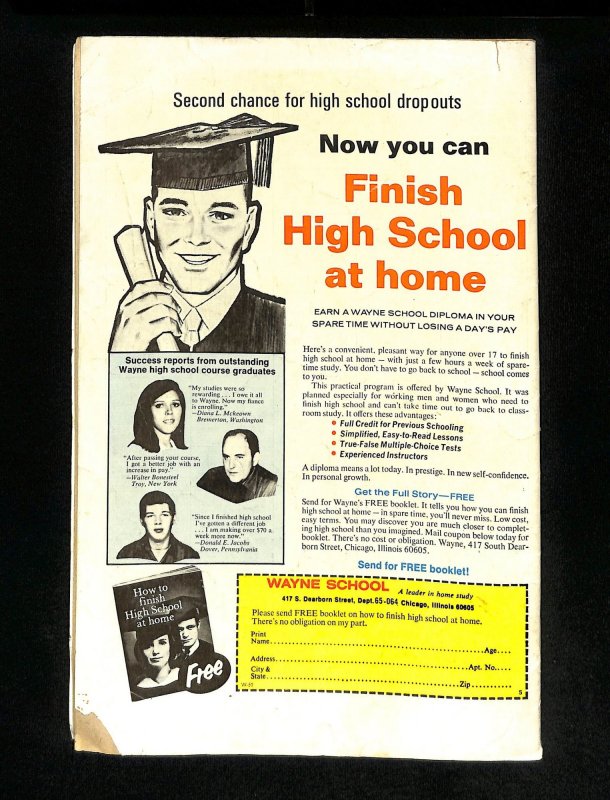 Second chance for high school dropouts
Now you can
Finish
High School
at home
EARN A WAYNE SCHOOL DIPLOMA IN YOUR
SPARE TIME WITHOUT LOSING A DAY'S PAY
Here's a convenient, pleasant way for anyone over 17 to finish
high school at home — with just a few hours a week of spare-
time study. You don't have to go back to school — school comes
to you.
This practical program is offered by Wayne School. It was
planned especially for working men and women who need to
finish high school and can't take time out to go back to class-
room study. It offers these advantages:
• Full Credit for Previous Schooling
• Simplified, Easy-to-Read Lessons
• True-False Multiple-Choice Tests
• Experienced Instructors
A diploma means a lot today. In prestige. In new self-confidence.
In personal growth.
Get the Full Story—FREE
Send for Wayne's FREE booklet. It tells you how you can finish
high school at home — in spare time, you'll never miss. Low cost,
easy terms. You may discover you are much closer to complet-
ing high school than you imagined. Mail coupon below today for
booklet. There's no cost or obligation. Wayne, 417 South Dear-
born Street, Chicago, Illinois 60605.
Send for FREE booklet!
Success reports from outstanding
Wayne high school course graduates
"My studies were so
rewarding . . . I owe it all
to Wayne. Now my fiance
is enrolling."
—Diana L. Mckeown
Bremerton, Washington
"After passing your course,
I got a better job with an
increase in pay."
—Walter Bonesteel
Troy, New York
"Since I finished high school
I've gotten a different job
. . . I am making over $70 a
week more now."
—Donald E. Jacobs
Dover, Pennsylvania
How to
finish
High School
at home
Free
WAYNE SCHOOL A leader in home study
417 S. Dearborn Street, Dept.65-064 Chicago, Illinois 60605
Please send FREE booklet on how to finish high school at home.
There's no obligation on my part.
Print
Name Age
Address Apt. No.
City &
State Zip
W-51 5